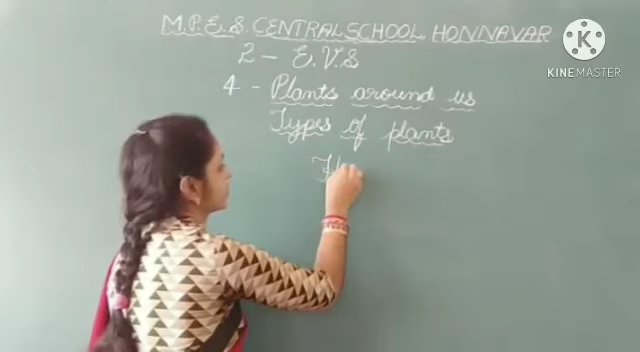 M.P.E.S. CENTRAL SCHOOL HONNAVAR
2 - E.V.S
4 - Plants around us
Types of plants
KINEMASTER